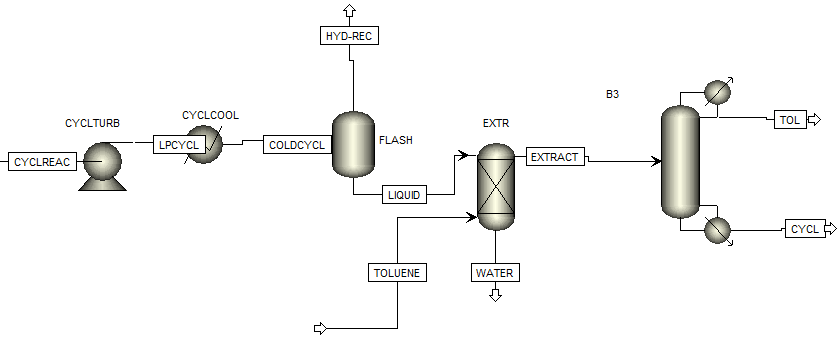 HYD-REC
B3
CYCLTURB
CYCLCOOL
EXTR
TOL
CYCLREAC
LPCYCL
COLDCYCL
FLASH
EXTRACT
LIQUID
CYCL
TOLUENE
WATER